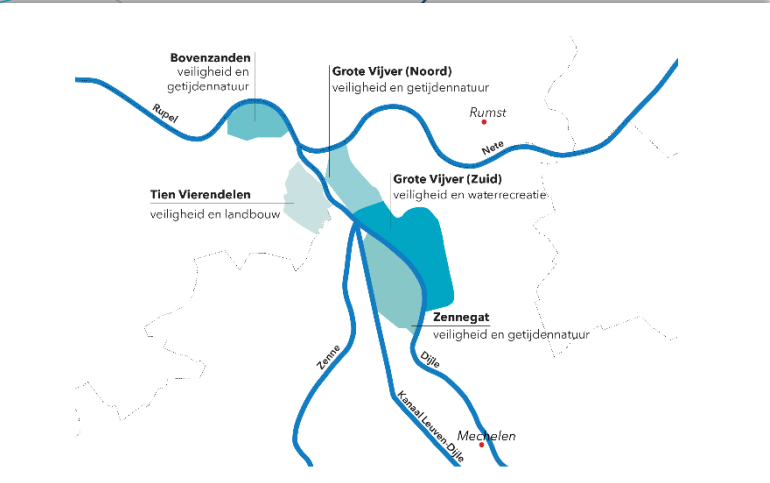 Bovenzanden
veiligheid en
getijdennatuur
Grote Vijver (Noord)
veiligheid en getijdennatuur
Rupel
Rumst
Nete
Grote Vijver (Zuid)
veiligheid en waterrecreatie
Tien Vierendelen
veiligheid en landbouw
Zennegat
veiligheid en getijdennatuur
Zenne
Dijle
Kanaal Leuven-Dijle
Mechelen